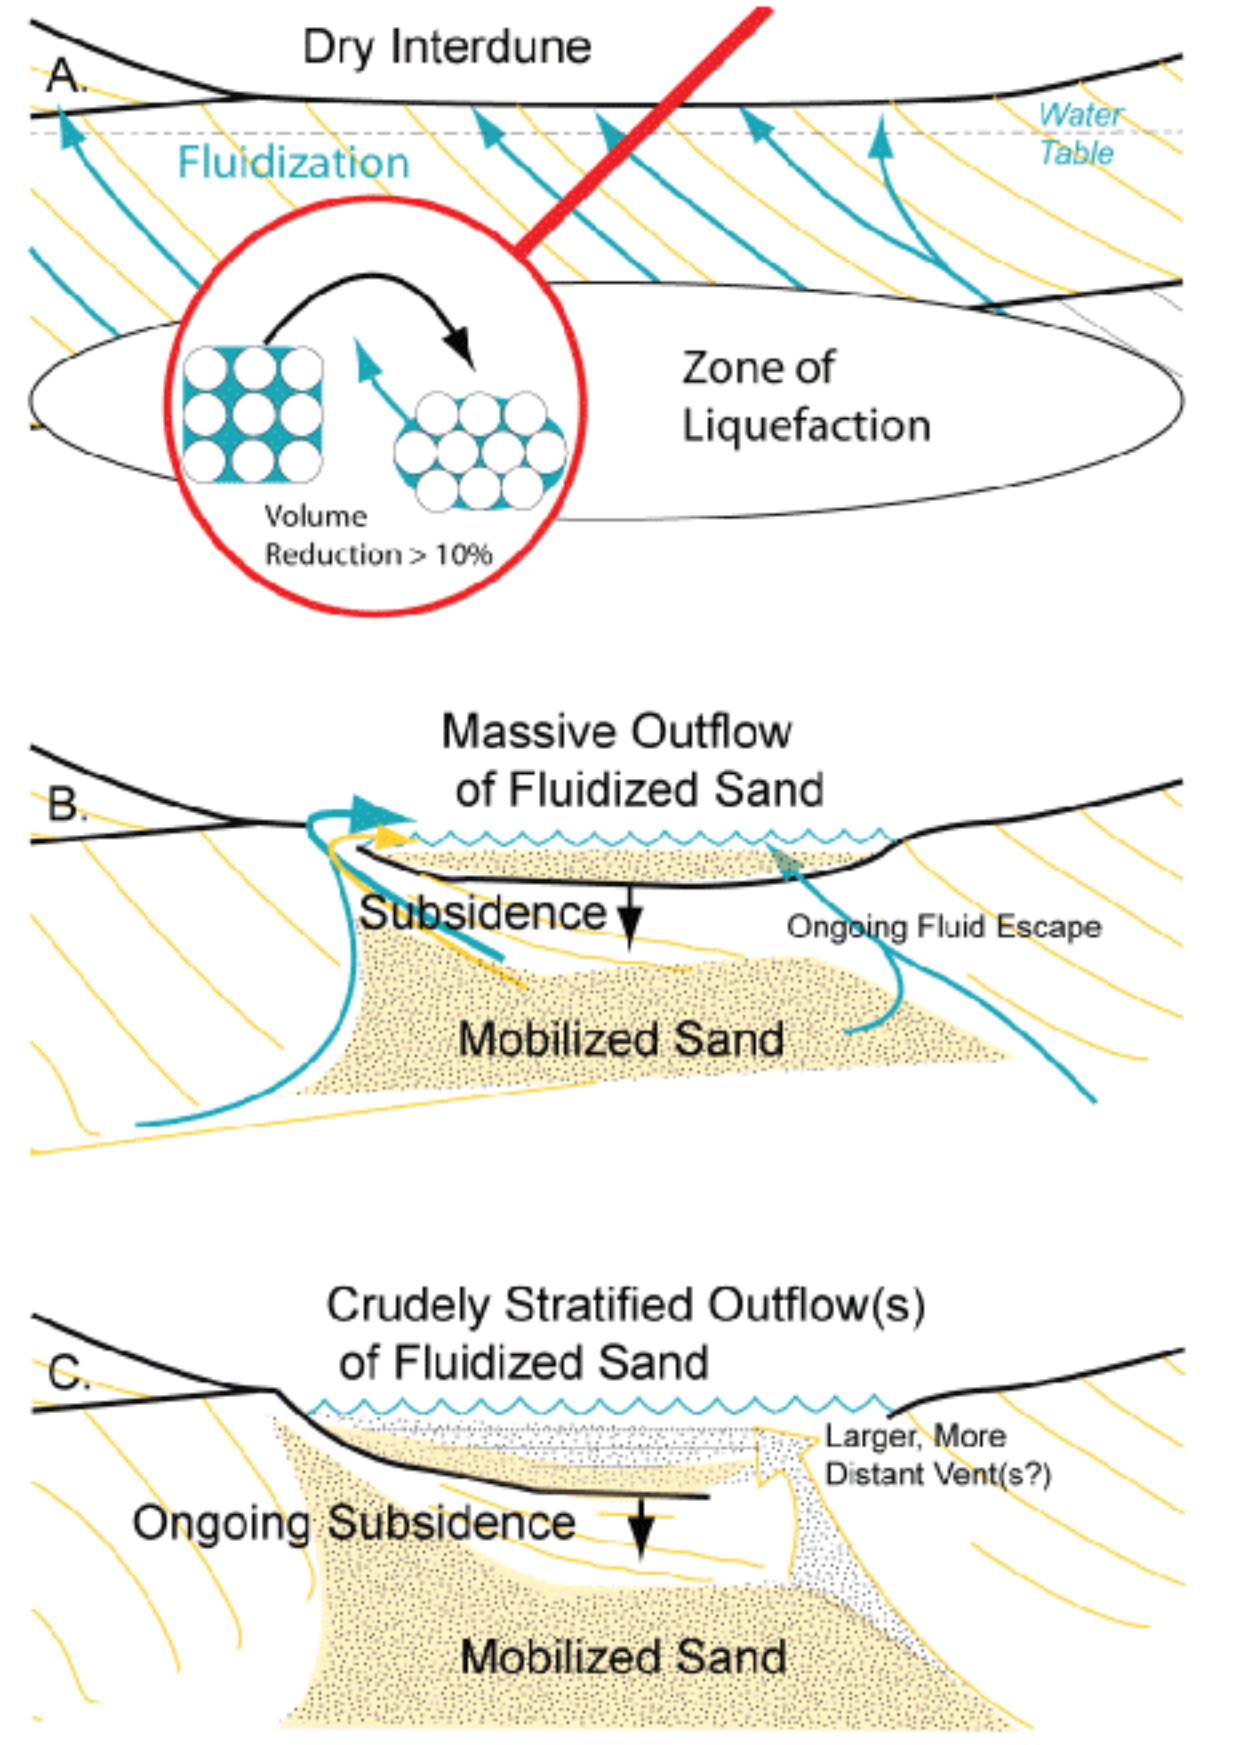 Dry Interdune
A.
Water
Table
Fluidization
Zone of
Liquefaction
Volume
Reduction > 10%
Massive Outflow
of Fluidized Sand
B.
Subsidence
Ongoing Fluid Escape
Mobilized Sand
Crudely Stratified Outflow(s)
of Fluidized Sand
C.
Larger, More
Distant Vent(s?)
Ongoing Subsidence
Mobilized Sand